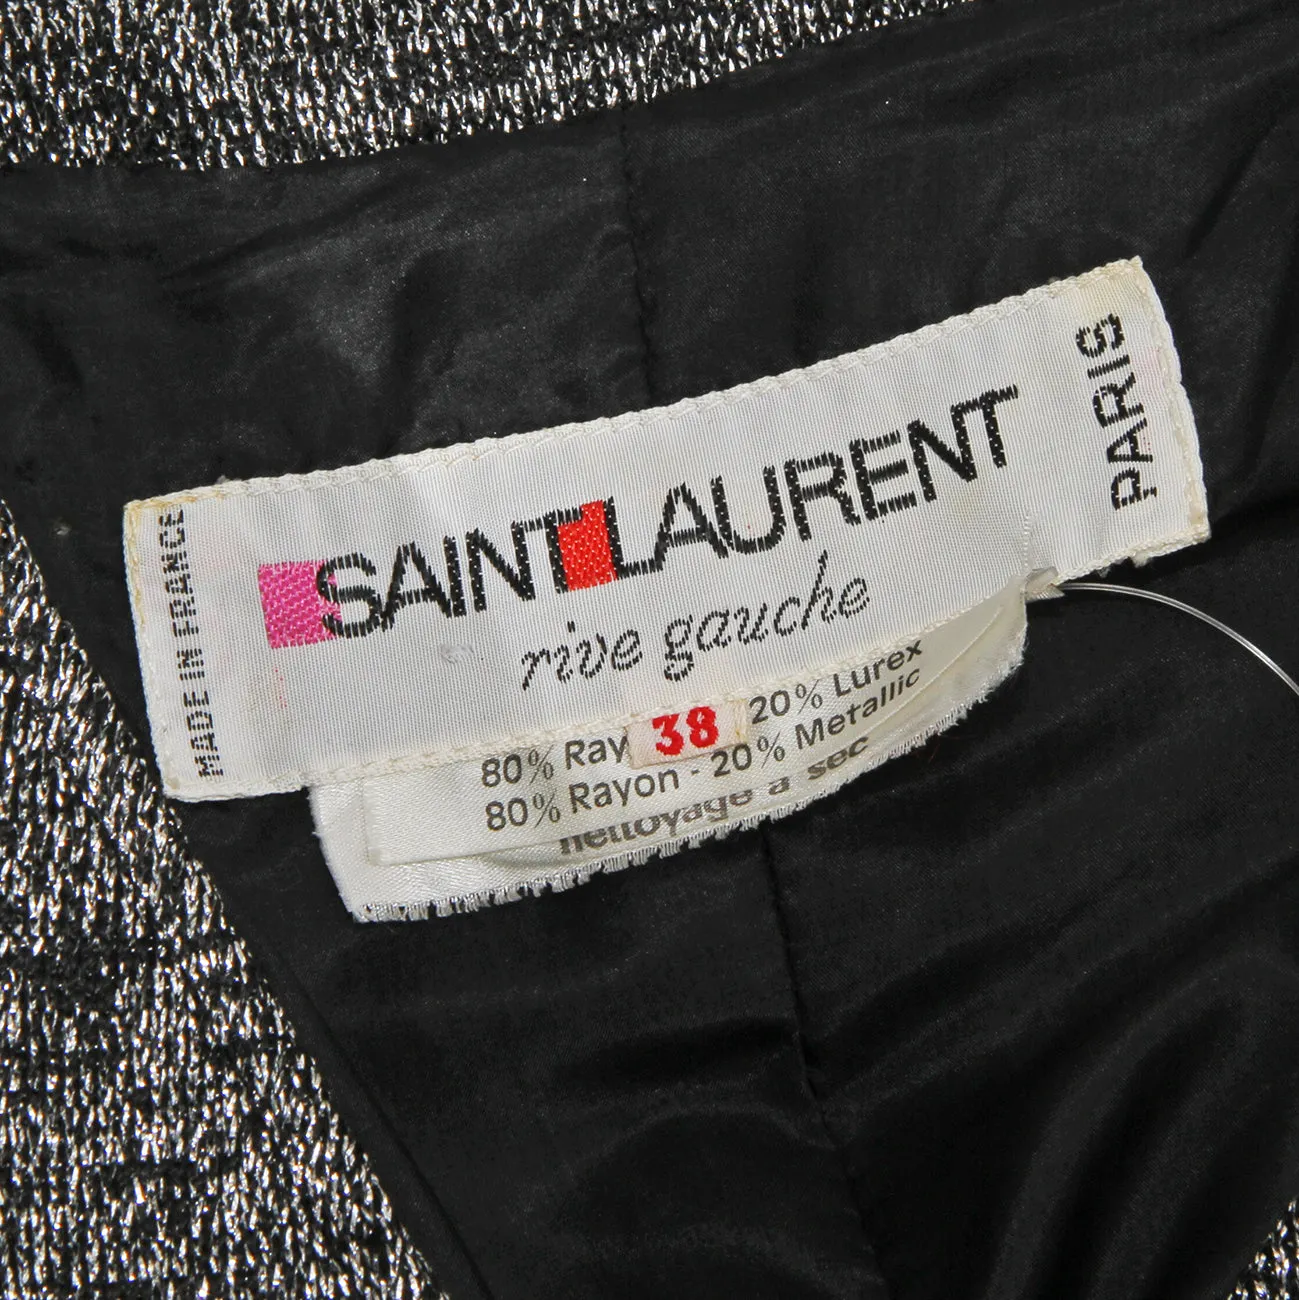 MADE IN FRANCE
SAINT LAURENT
rive gauche
PARIS
38
80% Ray 20% Lurex
80% Rayon - 20% Metallic
nettoyage a sec